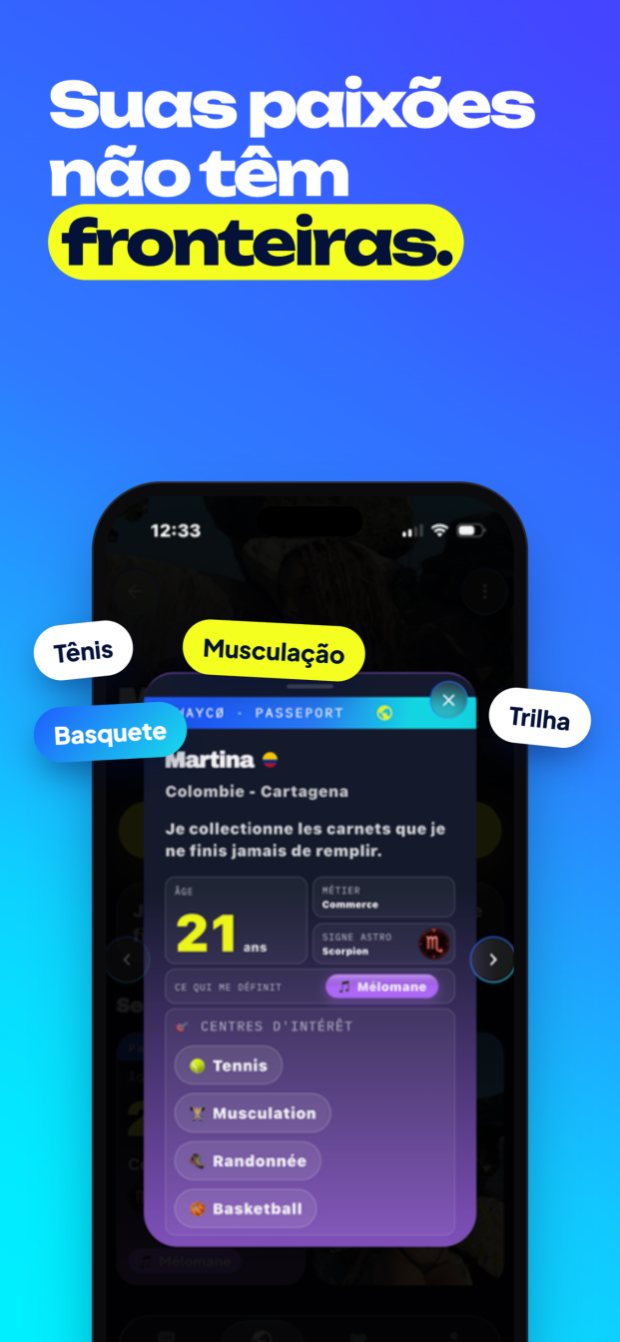 Suas paixões
não têm
fronteiras.
12:33
Tênis
Musculação
Trilha
Basquete
PASSEPORT
Martina
Colombie - Cartagena
Je collectionne les carnets que je
ne finis jamais de remplir.
ÂGE
21 ans
MÉTIER
Commerce
SIGNE ASTRO
Scorpion
CE QUI ME DÉFINIT
Mélomane
CENTRES D'INTÉRÊT
Tennis
Musculation
Randonnée
Basketball
Mélomane